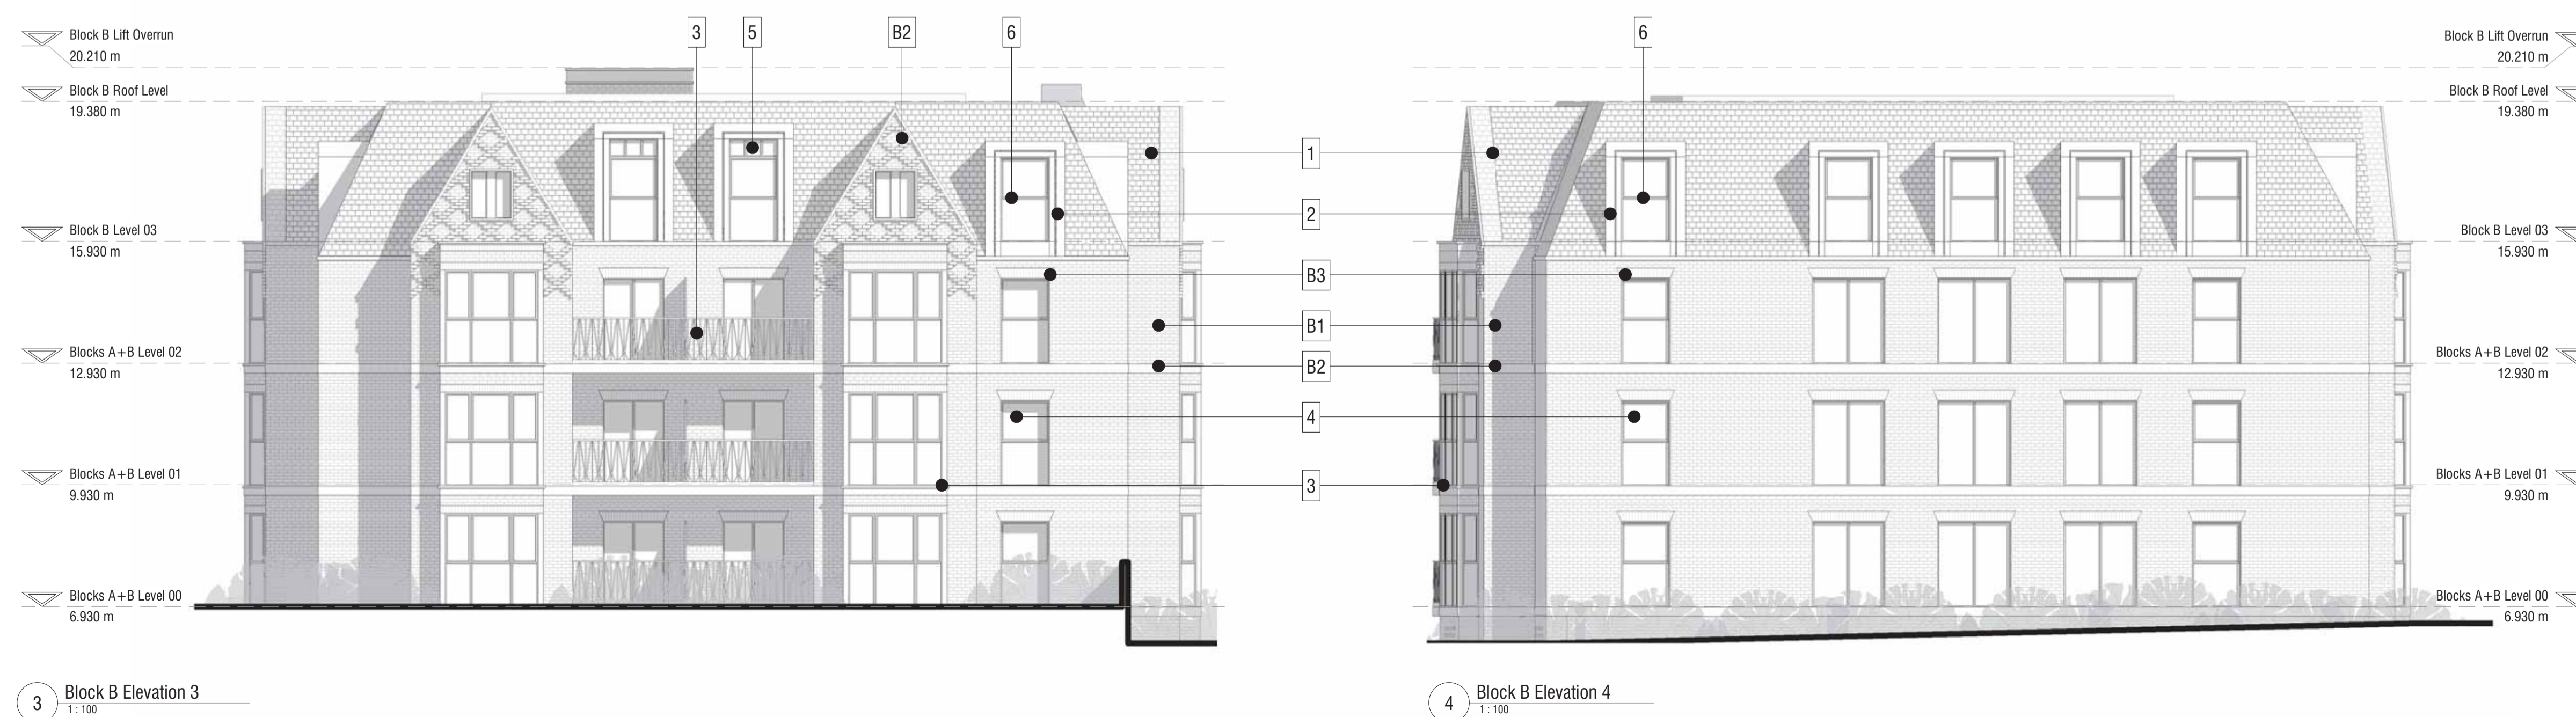 3
5
B2
6
6
Block B Lift Overrun
20.210 m
Block B Roof Level
19.380 m
Block B Level 03
15.930 m
Blocks A+B Level 02
12.930 m
Blocks A+B Level 01
9.930 m
Blocks A+B Level 00
6.930 m
1
2
B3
B1
B2
4
3
Block B Lift Overrun
20.210 m
Block B Roof Level
19.380 m
Block B Level 03
15.930 m
Blocks A+B Level 02
12.930 m
Blocks A+B Level 01
9.930 m
Blocks A+B Level 00
6.930 m
3
Block B Elevation 3
1 : 100
4
Block B Elevation 4
1 : 100